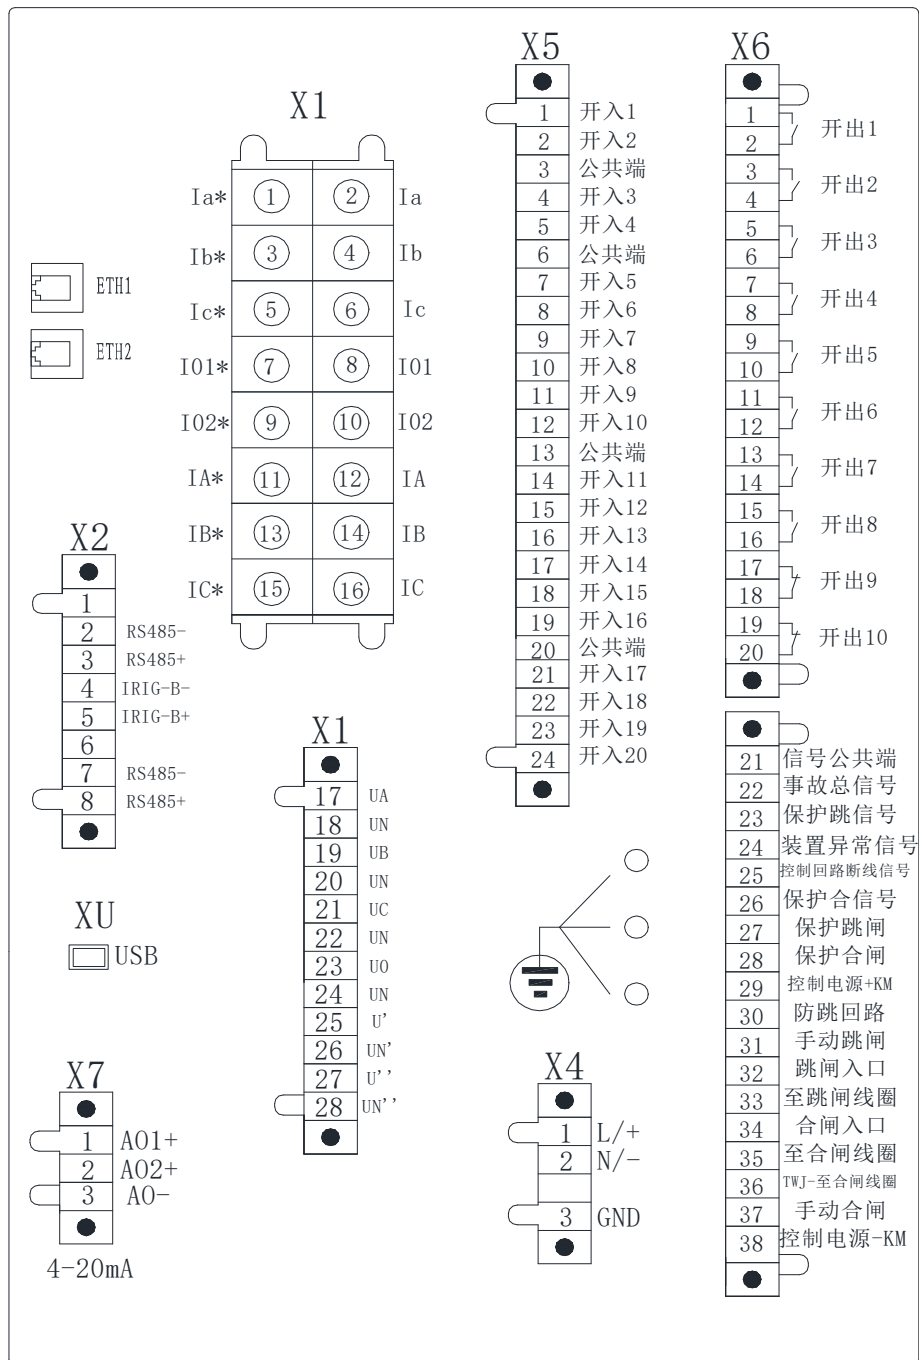 X1
Ia* 1 2 Ia
Ib* 3 4 Ib
Ic* 5 6 Ic
I01* 7 8 I01
I02* 9 10 I02
IA* 11 12 IA
IB* 13 14 IB
IC* 15 16 IC
ETH1
ETH2
X2
1
2 RS485-
3 RS485+
4 IRIG-B-
5 IRIG-B+
6
7 RS485-
8 RS485+
XU
USB
X7
1 AO1+
2 AO2+
3 AO-
4-20mA
X1
17 UA
18 UN
19 UB
20 UN
21 UC
22 UN
23 U0
24 UN
25 U'
26 UN'
27 U''
28 UN''
X5
1 开入1
2 开入2
3 公共端
4 开入3
5 开入4
6 公共端
7 开入5
8 开入6
9 开入7
10 开入8
11 开入9
12 开入10
13 公共端
14 开入11
15 开入12
16 开入13
17 开入14
18 开入15
19 开入16
20 公共端
21 开入17
22 开入18
23 开入19
24 开入20
X4
1 L/+
2 N/-
3 GND
X6
1
2 开出1
3
4 开出2
5
6 开出3
7
8 开出4
9
10 开出5
11
12 开出6
13
14 开出7
15
16 开出8
17
18 开出9
19
20 开出10
21 信号公共端
22 事故总信号
23 保护跳信号
24 装置异常信号
25 控制回路断线信号
26 保护合信号
27 保护跳闸
28 保护合闸
29 控制电源+KM
30 防跳回路
31 手动跳闸
32 跳闸入口
33 至跳闸线圈
34 合闸入口
35 至合闸线圈
36 TWJ-至合闸线圈
37 手动合闸
38 控制电源-KM